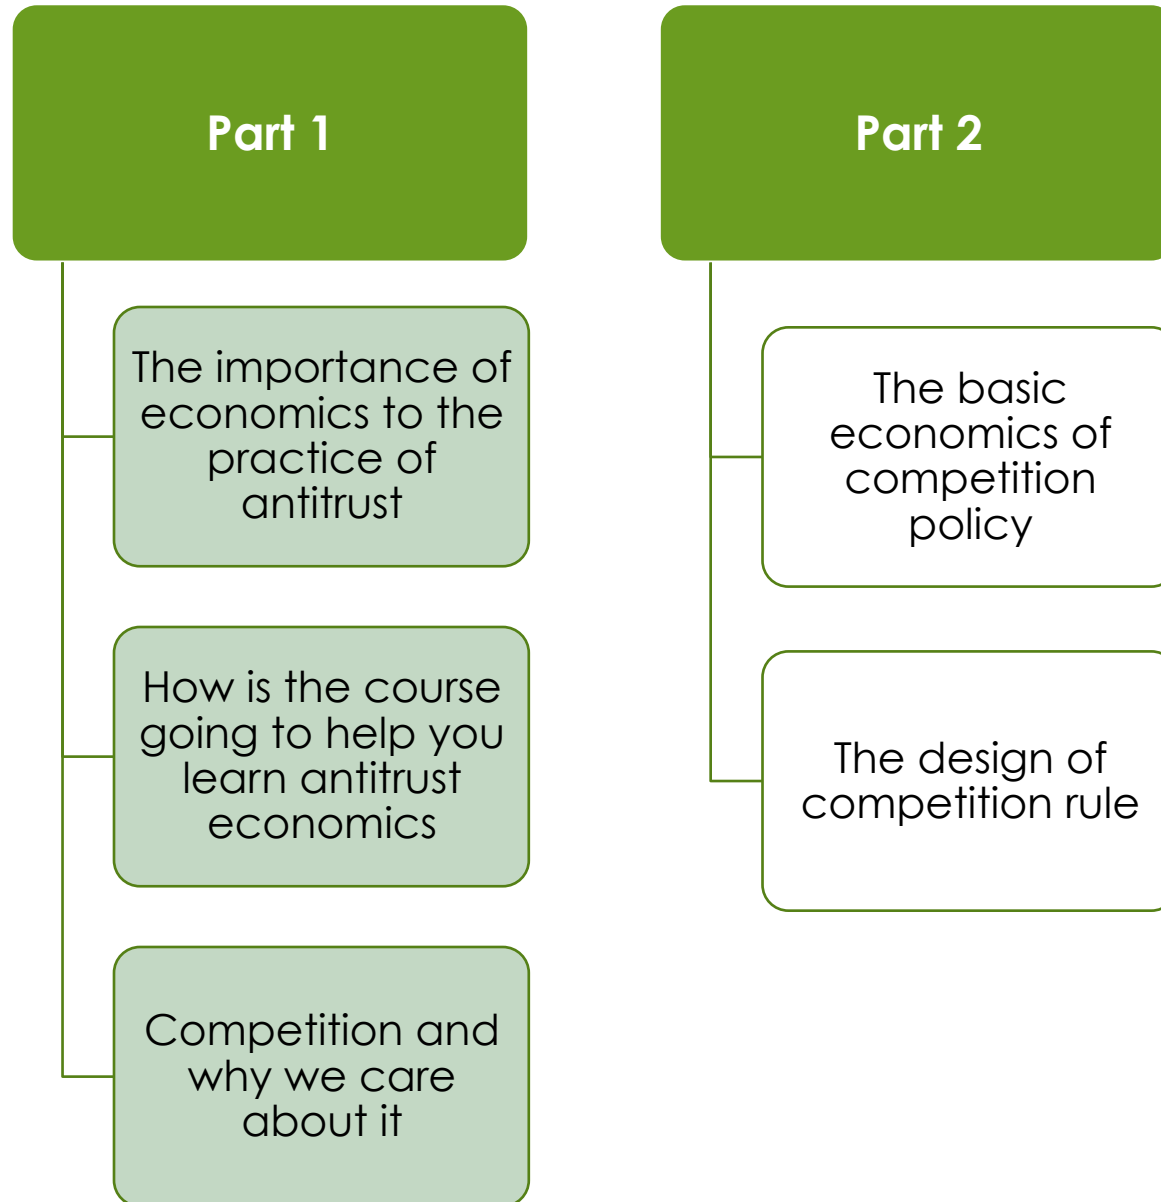 Part 1
The importance of
economics to the
practice of
antitrust
How is the course
going to help you
learn antitrust
economics
Competition and
why we care
about it
Part 2
The basic
economics of
competition
policy
The design of
competition rule